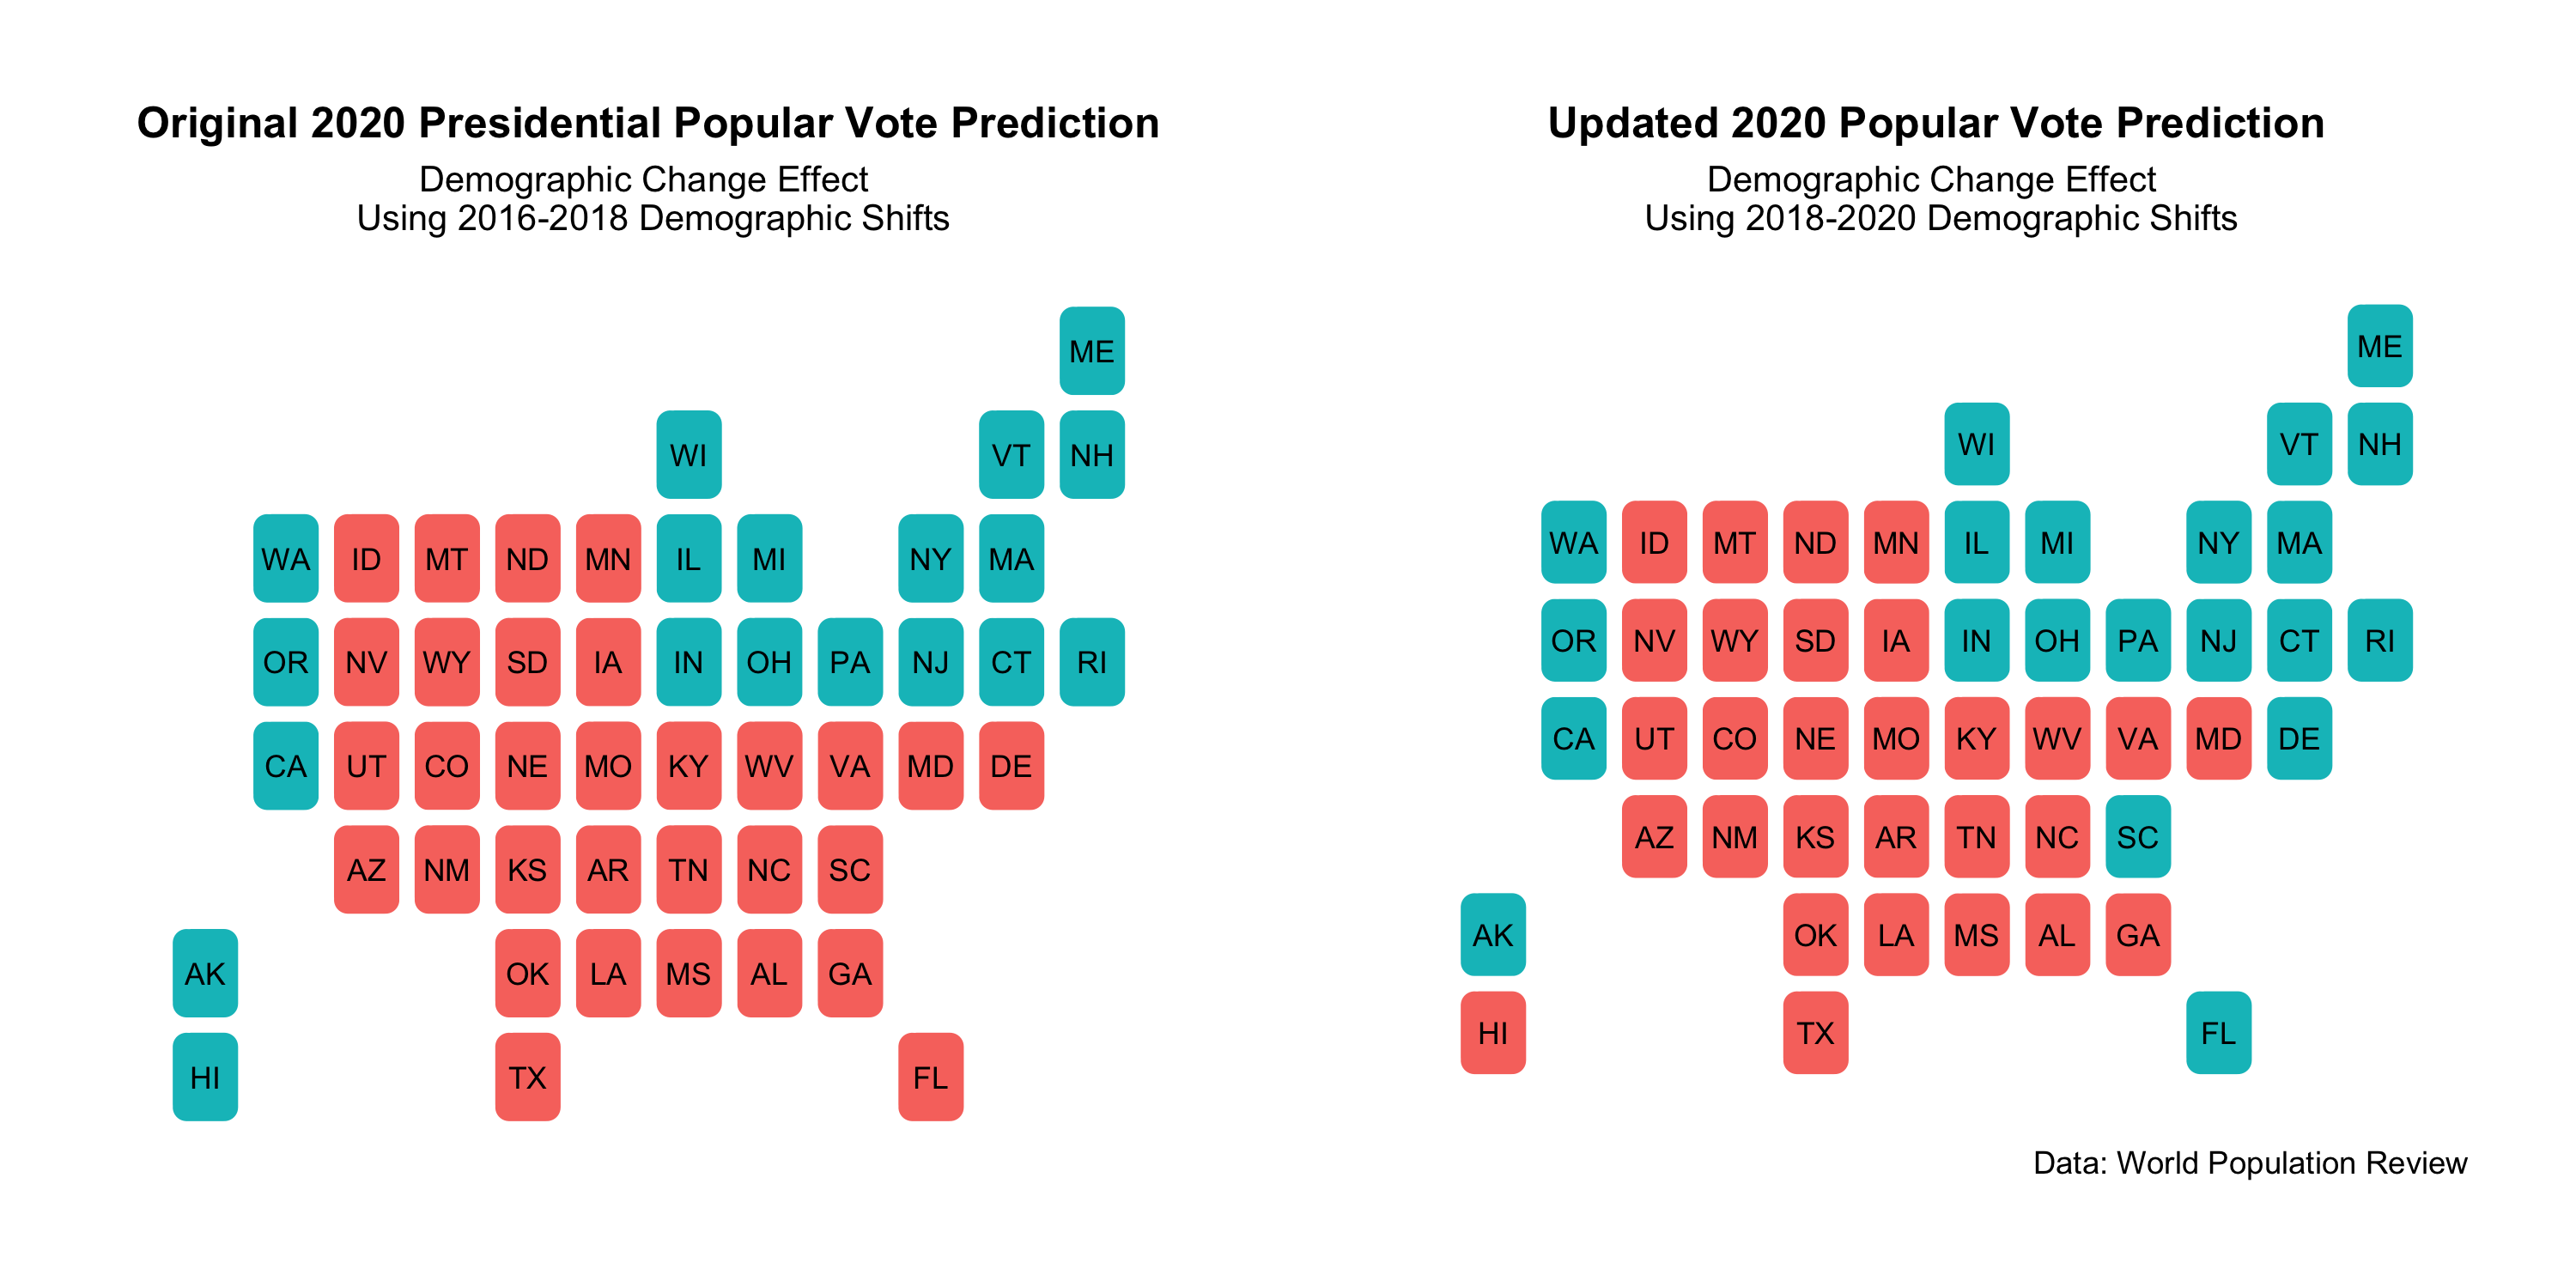 Original 2020 Presidential Popular Vote Prediction
Demographic Change Effect
Using 2016-2018 Demographic Shifts
ME
WI VT NH
WA ID MT ND MN IL MI NY MA
OR NV WY SD IA IN OH PA NJ CT RI
CA UT CO NE MO KY WV VA MD DE
AZ NM KS AR TN NC SC
AK OK LA MS AL GA
HI TX FL
Updated 2020 Popular Vote Prediction
Demographic Change Effect
Using 2018-2020 Demographic Shifts
ME
WI VT NH
WA ID MT ND MN IL MI NY MA
OR NV WY SD IA IN OH PA NJ CT RI
CA UT CO NE MO KY WV VA MD DE
AZ NM KS AR TN NC SC
AK OK LA MS AL GA
HI TX FL
Data: World Population Review